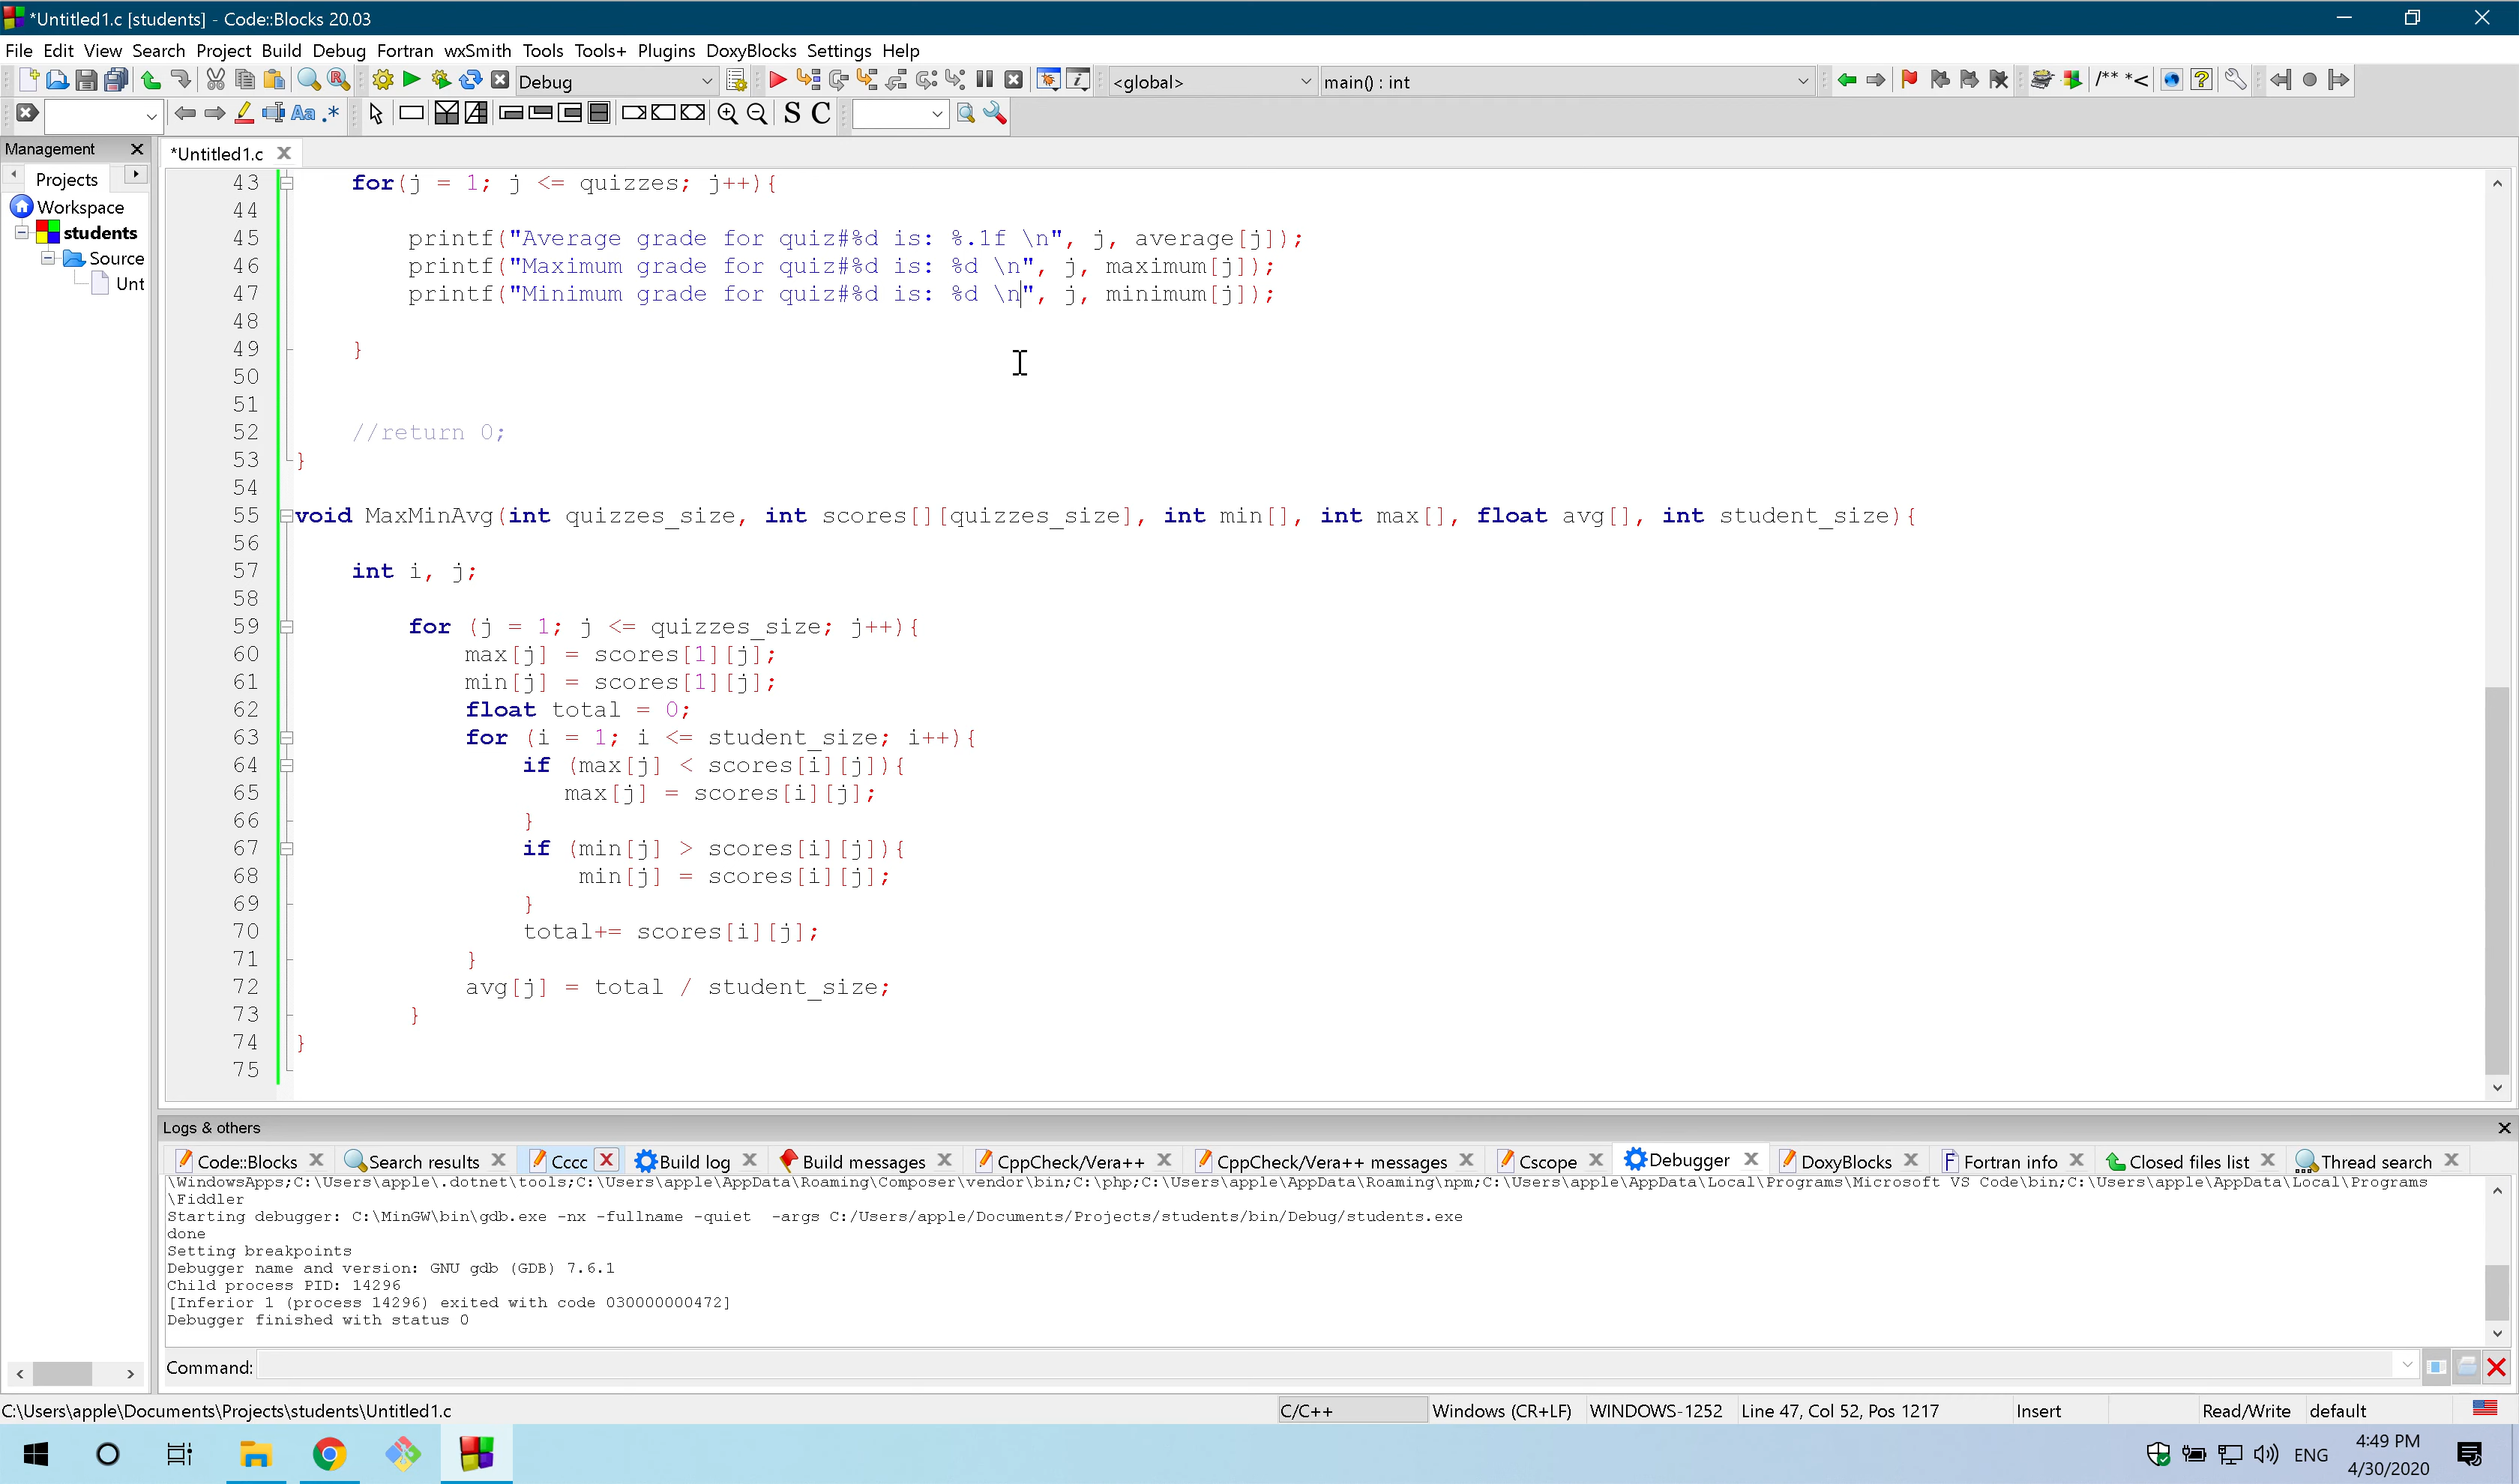 *Untitled1.c [students] - Code::Blocks 20.03
File Edit View Search Project Build Debug Fortran wxSmith Tools Tools+ Plugins DoxyBlocks Settings Help
Debug <global> main() : int /** *<
Aa .* S C
Management
*Untitled1.c
Projects
Workspace
students
Source
Unt
43 for(j = 1; j <= quizzes; j++){
44
45 printf("Average grade for quiz#%d is: %.1f \n", j, average[j]);
46 printf("Maximum grade for quiz#%d is: %d \n", j, maximum[j]);
47 printf("Minimum grade for quiz#%d is: %d \n", j, minimum[j]);
48
49 }
50
51
52 //return 0;
53 }
54
55 void MaxMinAvg(int quizzes_size, int scores[][quizzes_size], int min[], int max[], float avg[], int student_size){
56
57 int i, j;
58
59 for (j = 1; j <= quizzes_size; j++){
60 max[j] = scores[1][j];
61 min[j] = scores[1][j];
62 float total = 0;
63 for (i = 1; i <= student_size; i++){
64 if (max[j] < scores[i][j]){
65 max[j] = scores[i][j];
66 }
67 if (min[j] > scores[i][j]){
68 min[j] = scores[i][j];
69 }
70 total+= scores[i][j];
71 }
72 avg[j] = total / student_size;
73 }
74 }
75
Logs & others
Code::Blocks Search results Cccc Build log Build messages CppCheck/Vera++ CppCheck/Vera++ messages Cscope Debugger DoxyBlocks Fortran info Closed files list Thread search
\WindowsApps;C:\Users\apple\.dotnet\tools;C:\Users\apple\AppData\Roaming\Composer\vendor\bin;C:\php;C:\Users\apple\AppData\Roaming\npm;C:\Users\apple\AppData\Local\Programs\Microsoft VS Code\bin;C:\Users\apple\AppData\Local\Programs
\Fiddler
Starting debugger: C:\MinGW\bin\gdb.exe -nx -fullname -quiet  -args C:/Users/apple/Documents/Projects/students/bin/Debug/students.exe
done
Setting breakpoints
Debugger name and version: GNU gdb (GDB) 7.6.1
Child process PID: 14296
[Inferior 1 (process 14296) exited with code 030000000472]
Debugger finished with status 0
Command:
C:\Users\apple\Documents\Projects\students\Untitled1.c C/C++ Windows (CR+LF) WINDOWS-1252 Line 47, Col 52, Pos 1217 Insert Read/Write default
ENG
4:49 PM
4/30/2020